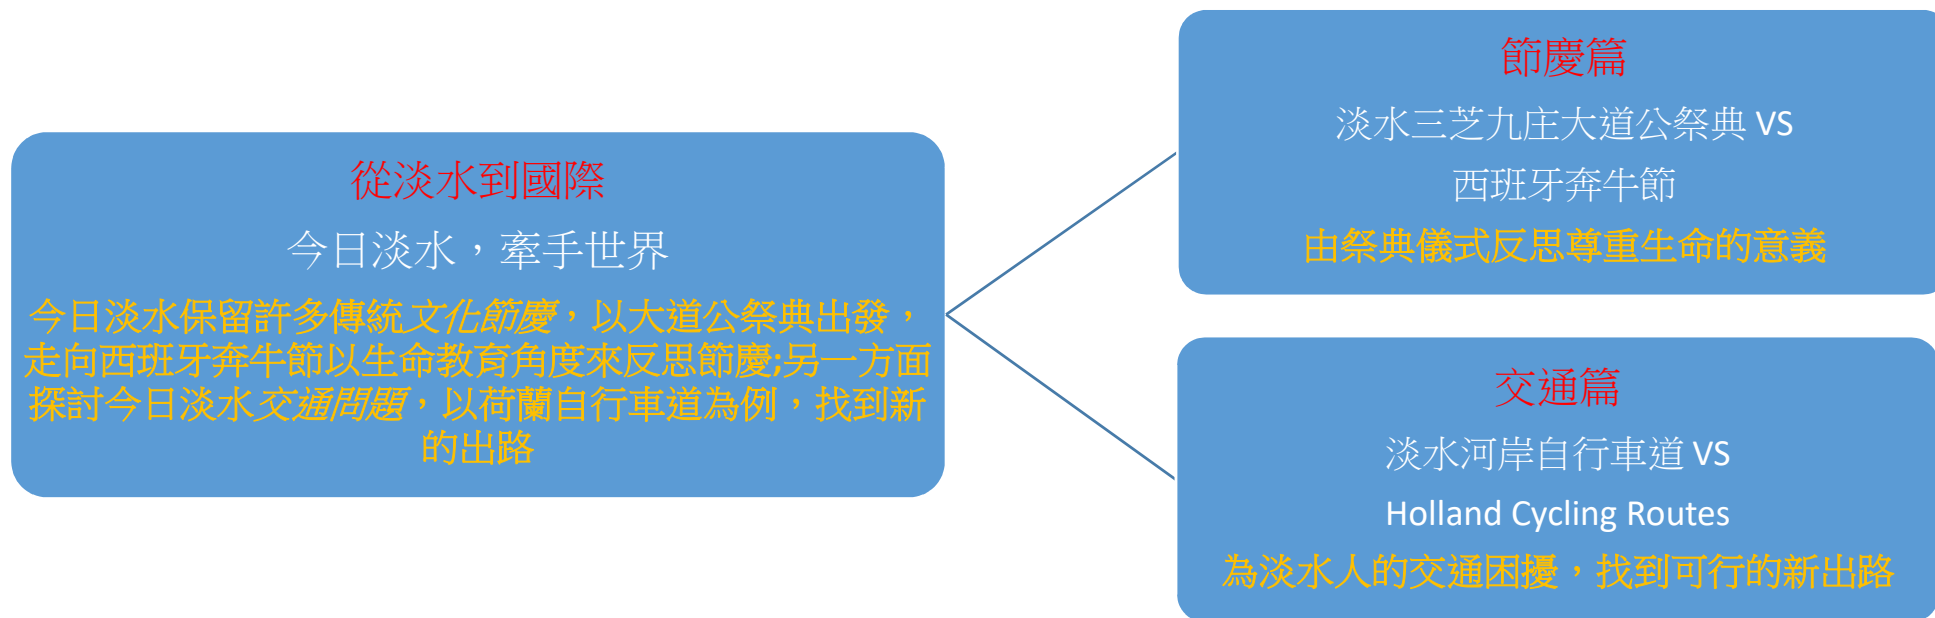 從淡水到國際
今日淡水，牽手世界
今日淡水保留許多傳統文化節慶，以大道公祭典出發，
走向西班牙奔牛節以生命教育角度來反思節慶;另一方面
探討今日淡水交通問題，以荷蘭自行車道為例，找到新
的出路
節慶篇
淡水三芝九庄大道公祭典 VS
西班牙奔牛節
由祭典儀式反思尊重生命的意義
交通篇
淡水河岸自行車道 VS
Holland Cycling Routes
為淡水人的交通困擾，找到可行的新出路